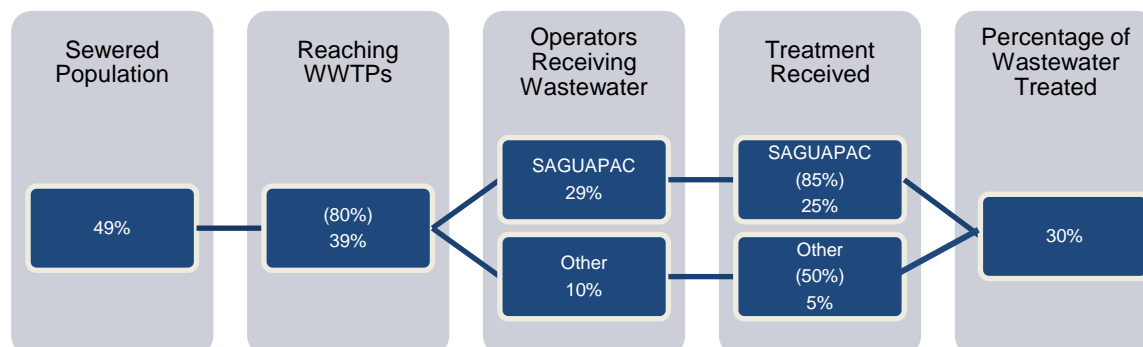 Sewered
Population
49%
Reaching
WWTPs
(80%)
39%
Operators
Receiving
Wastewater
SAGUAPAC
29%
Other
10%
Treatment
Received
SAGUAPAC
(85%)
25%
Other
(50%)
5%
Percentage of
Wastewater
Treated
30%